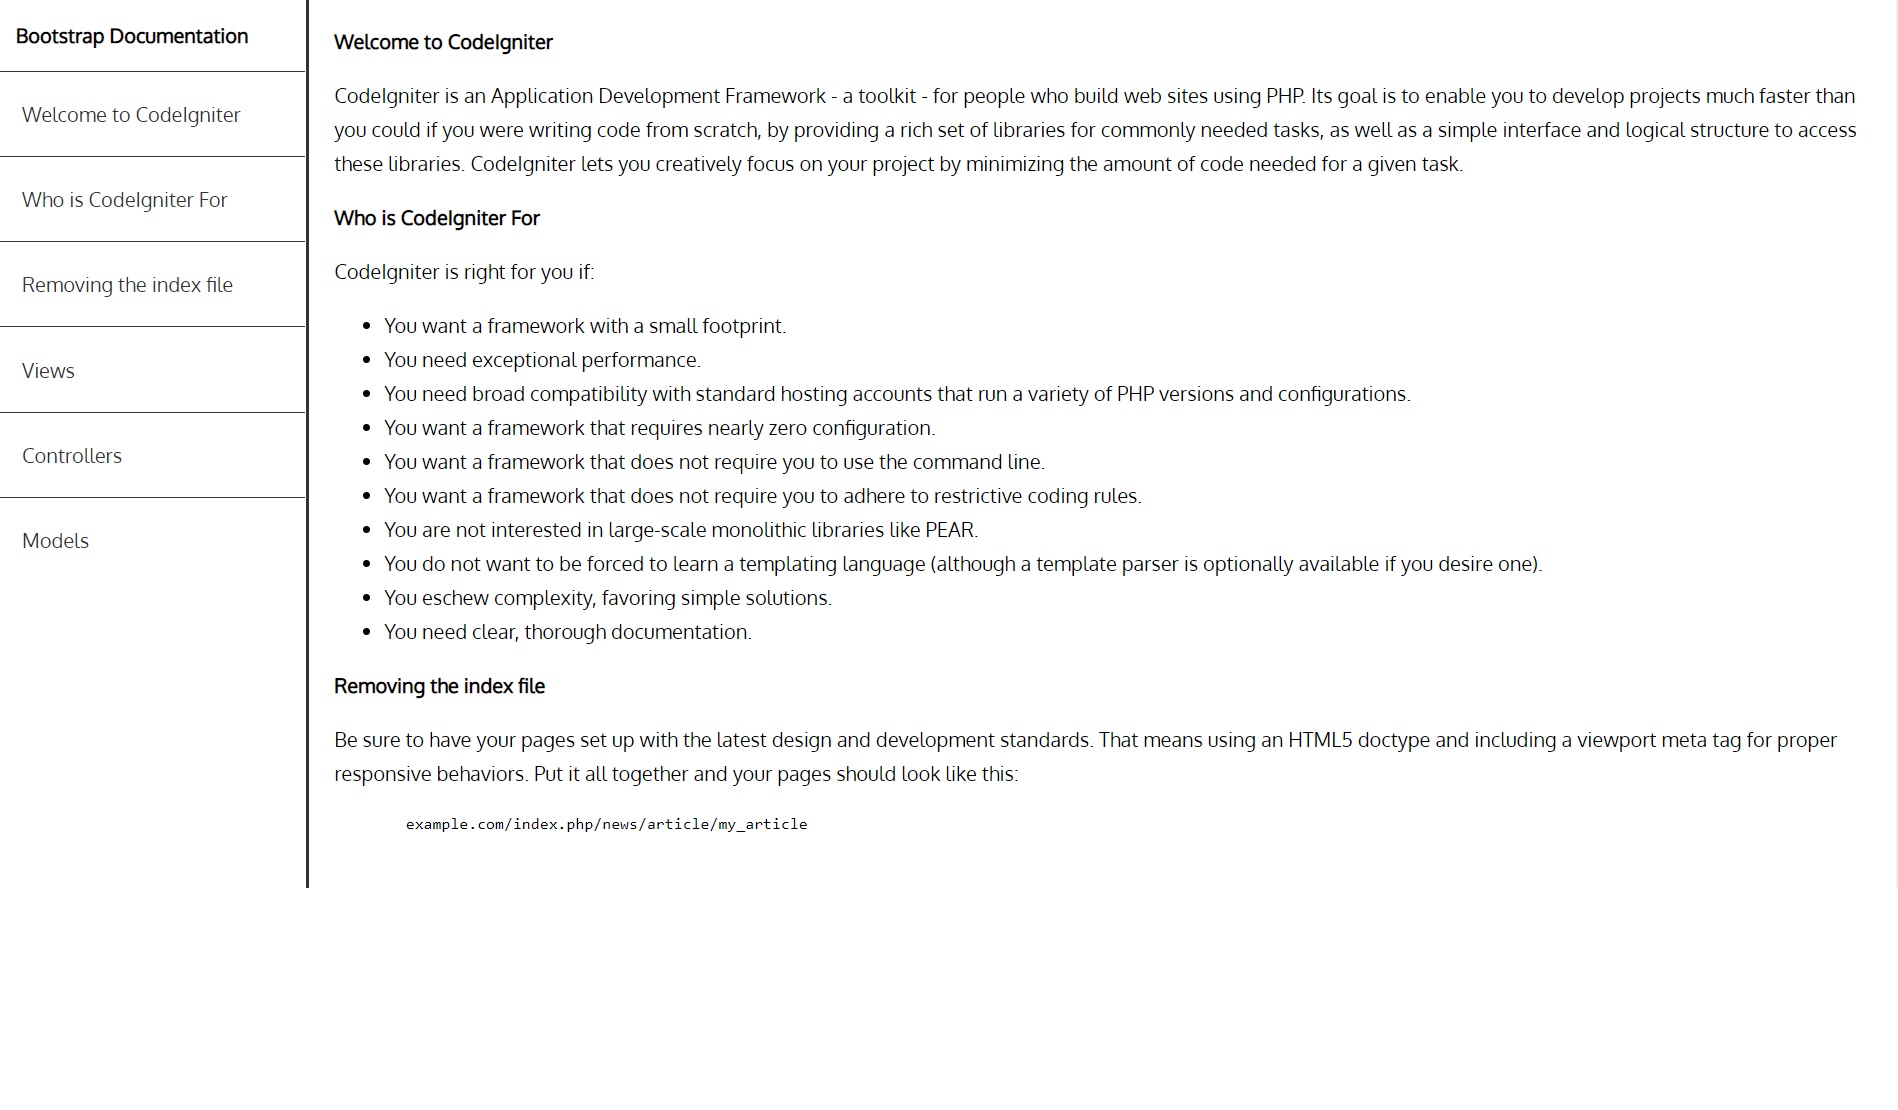 Bootstrap Documentation
Welcome to CodeIgniter
Who is CodeIgniter For
Removing the index file
Views
Controllers
Models
Welcome to CodeIgniter
CodeIgniter is an Application Development Framework - a toolkit - for people who build web sites using PHP. Its goal is to enable you to develop projects much faster than
you could if you were writing code from scratch, by providing a rich set of libraries for commonly needed tasks, as well as a simple interface and logical structure to access
these libraries. CodeIgniter lets you creatively focus on your project by minimizing the amount of code needed for a given task.
Who is CodeIgniter For
CodeIgniter is right for you if:
• You want a framework with a small footprint.
• You need exceptional performance.
• You need broad compatibility with standard hosting accounts that run a variety of PHP versions and configurations.
• You want a framework that requires nearly zero configuration.
• You want a framework that does not require you to use the command line.
• You want a framework that does not require you to adhere to restrictive coding rules.
• You are not interested in large-scale monolithic libraries like PEAR.
• You do not want to be forced to learn a templating language (although a template parser is optionally available if you desire one).
• You eschew complexity, favoring simple solutions.
• You need clear, thorough documentation.
Removing the index file
Be sure to have your pages set up with the latest design and development standards. That means using an HTML5 doctype and including a viewport meta tag for proper
responsive behaviors. Put it all together and your pages should look like this:
example.com/index.php/news/article/my_article